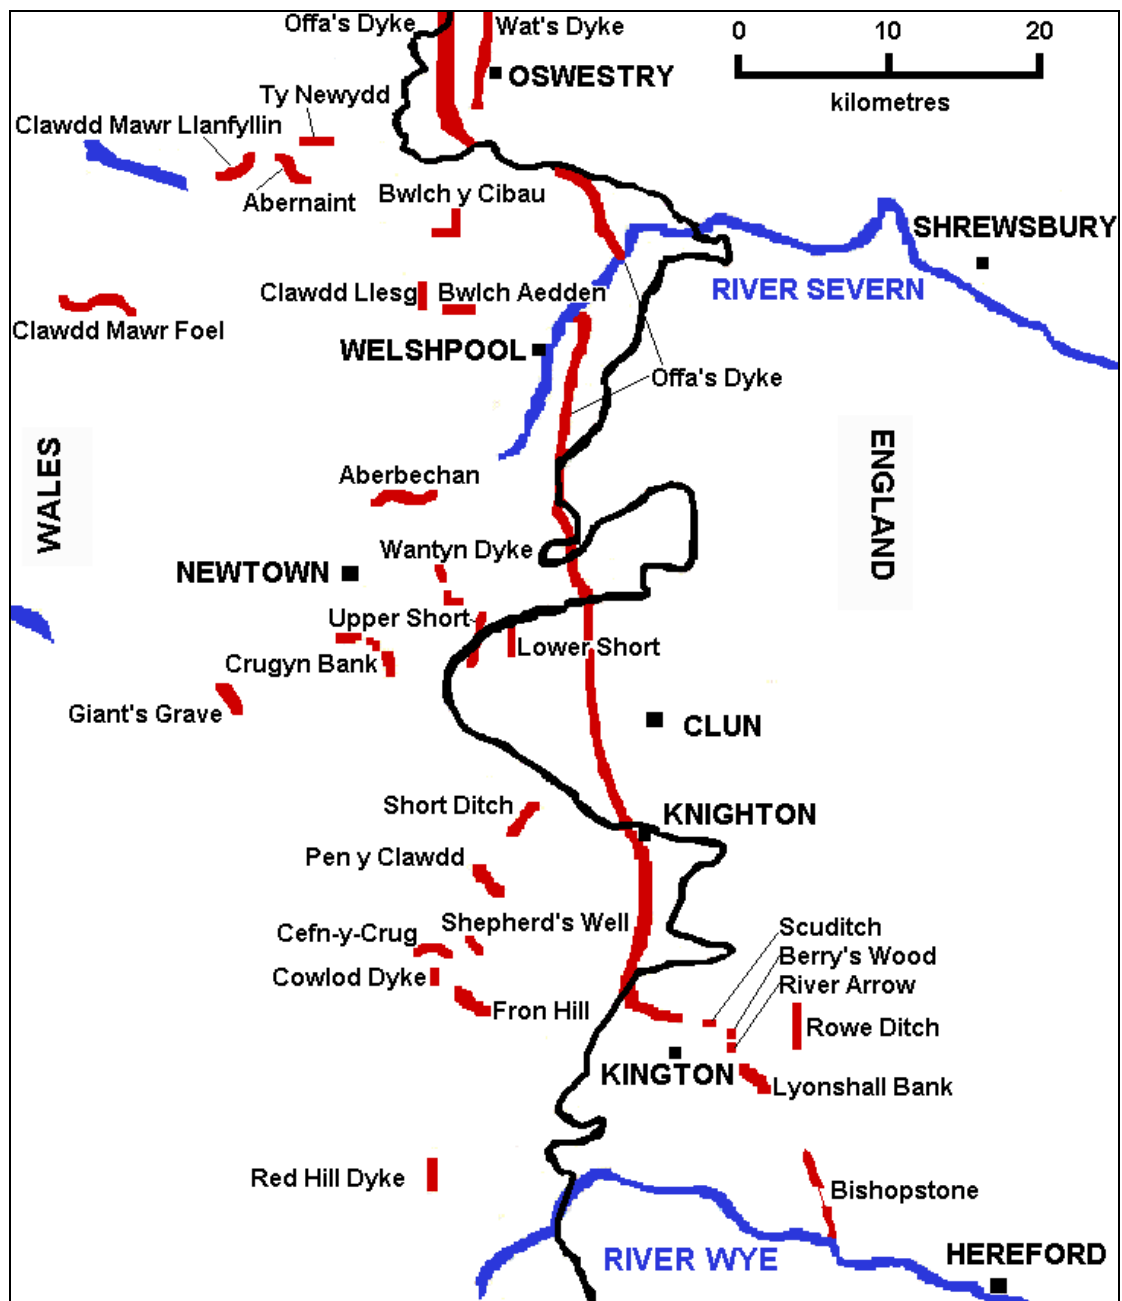 Offa's Dyke
Wat's Dyke
0 10 20
kilometres
OSWESTRY
Ty Newydd
Clawdd Mawr Llanfyllin
Abernaint
Bwlch y Cibau
SHREWSBURY
RIVER SEVERN
Clawdd Llesg
Bwlch Aedden
Clawdd Mawr Foel
WELSHPOOL
Offa's Dyke
WALES
ENGLAND
Aberbechan
Wantyn Dyke
NEWTOWN
Upper Short
Lower Short
Crugyn Bank
Giant's Grave
CLUN
Short Ditch
KNIGHTON
Pen y Clawdd
Shepherd's Well
Scuditch
Cefn-y-Crug
Berry's Wood
Cowlod Dyke
River Arrow
Fron Hill
Rowe Ditch
KINGTON
Lyonshall Bank
Red Hill Dyke
Bishopstone
RIVER WYE
HEREFORD